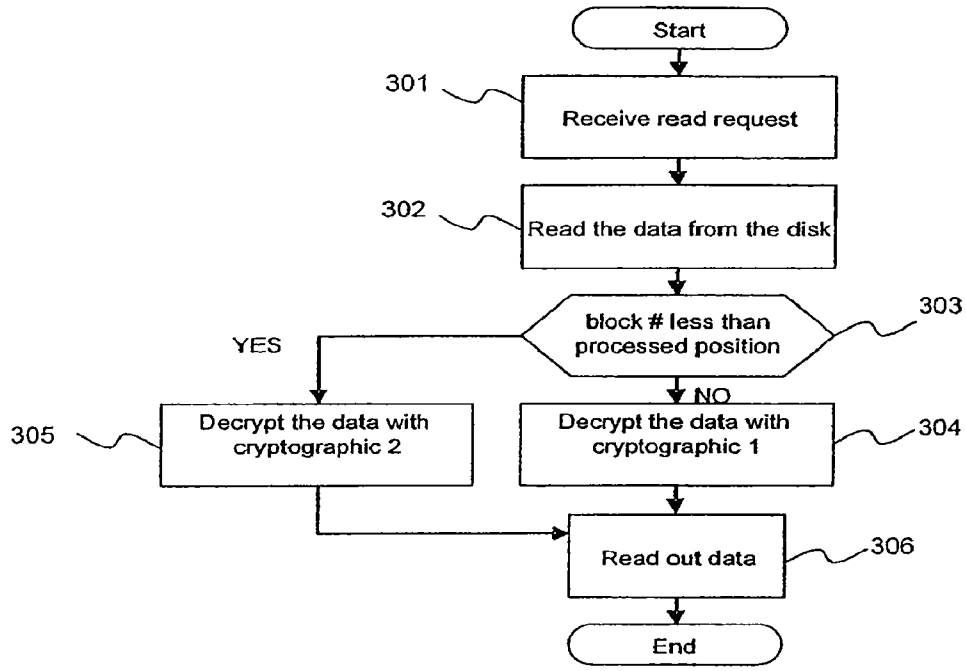 Start
301
Receive read request
302
Read the data from the disk
303
block # less than
processed position
YES
NO
305
Decrypt the data with
cryptographic 2
Decrypt the data with
cryptographic 1
304
Read out data
306
End